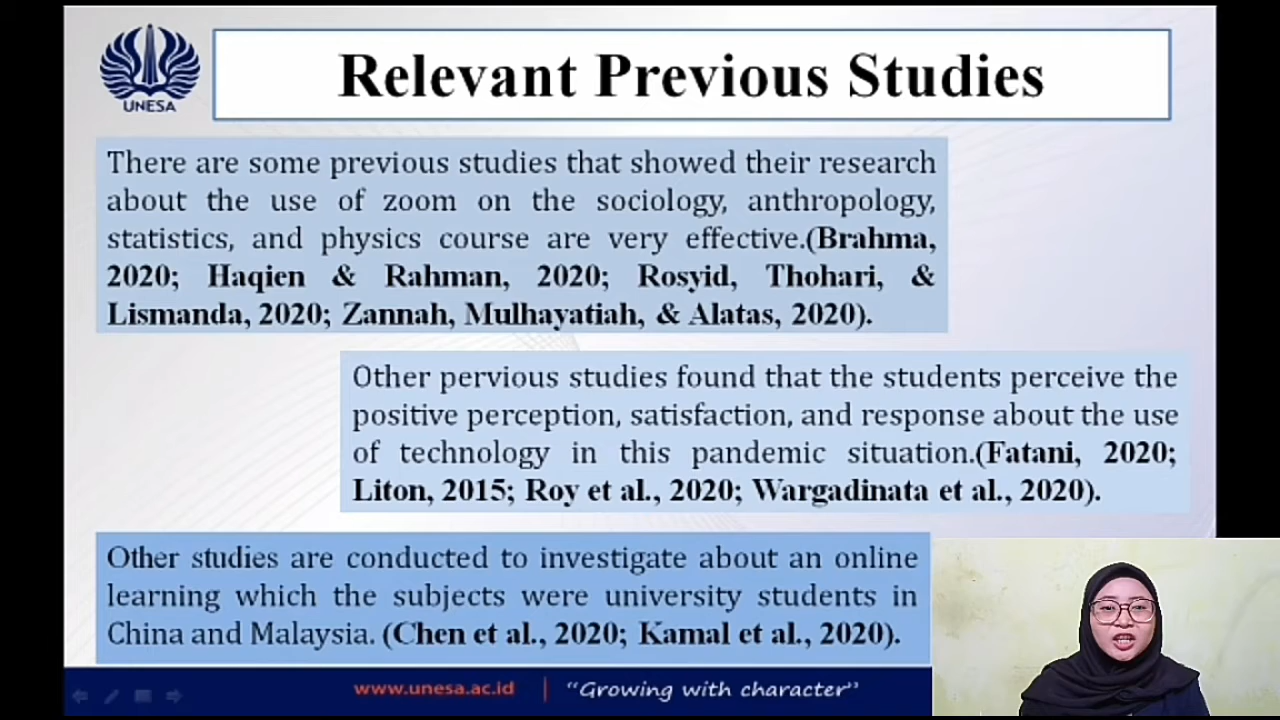 UNESA
Relevant Previous Studies
There are some previous studies that showed their research
about the use of zoom on the sociology, anthropology,
statistics, and physics course are very effective.(Brahma,
2020; Haqien & Rahman, 2020; Rosyid, Thohari, &
Lismanda, 2020; Zannah, Mulhayatiah, & Alatas, 2020).
Other pervious studies found that the students perceive the
positive perception, satisfaction, and response about the use
of technology in this pandemic situation.(Fatani, 2020;
Liton, 2015; Roy et al., 2020; Wargadinata et al., 2020).
Other studies are conducted to investigate about an online
learning which the subjects were university students in
China and Malaysia. (Chen et al., 2020; Kamal et al., 2020).
www.unesa.ac.id | “Growing with character”